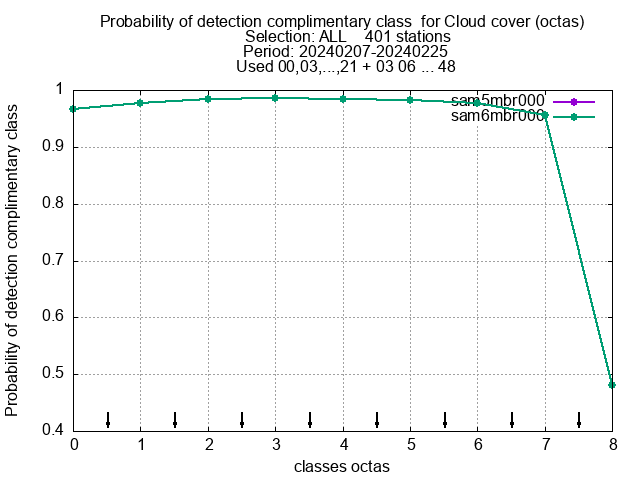 Probability of detection complimentary class  for Cloud cover (octas)
Selection: ALL    401 stations
Period: 20240207-20240225
Used 00,03,...,21 + 03 06 ... 48
sam5mbr000
sam6mbr000
Probability of detection complimentary class
1
0.9
0.8
0.7
0.6
0.5
0.4
0 1 2 3 4 5 6 7 8
classes octas